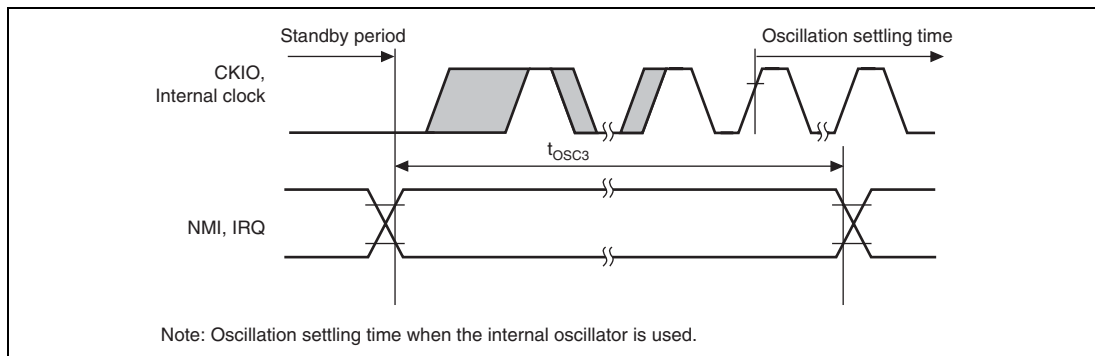 Standby period
Oscillation settling time
CKIO,
Internal clock
tOSC3
NMI, IRQ
Note: Oscillation settling time when the internal oscillator is used.